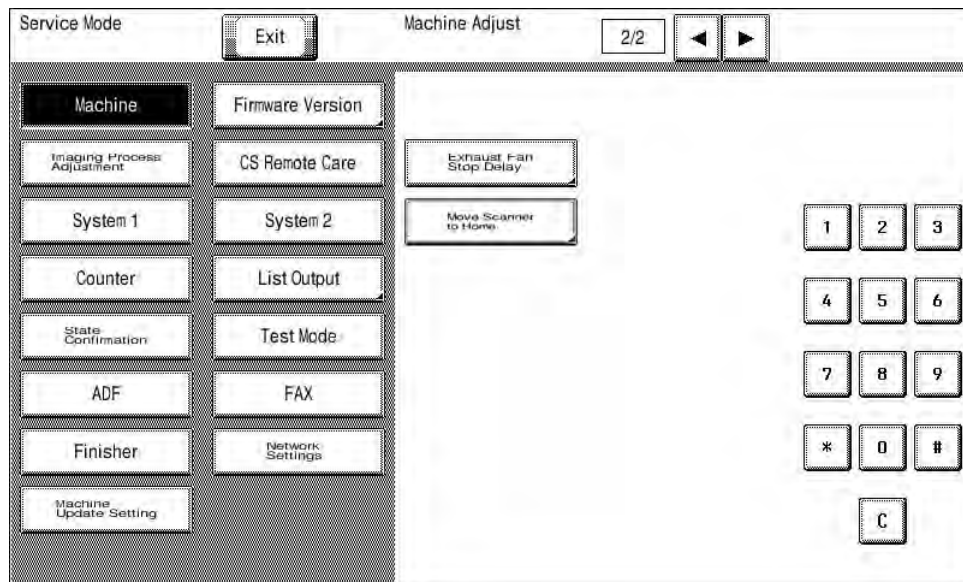 Service Mode
Exit
Machine Adjust
2/2
Machine
Firmware Version
Imaging Process
Adjustment
CS Remote Care
Exhaust Fan
Stop Delay
System 1
System 2
Move Scanner
to Home
Counter
List Output
State
Confirmation
Test Mode
ADF
FAX
Finisher
Network
Settings
Machine
Update Setting
1 2 3
4 5 6
7 8 9
* 0 #
C